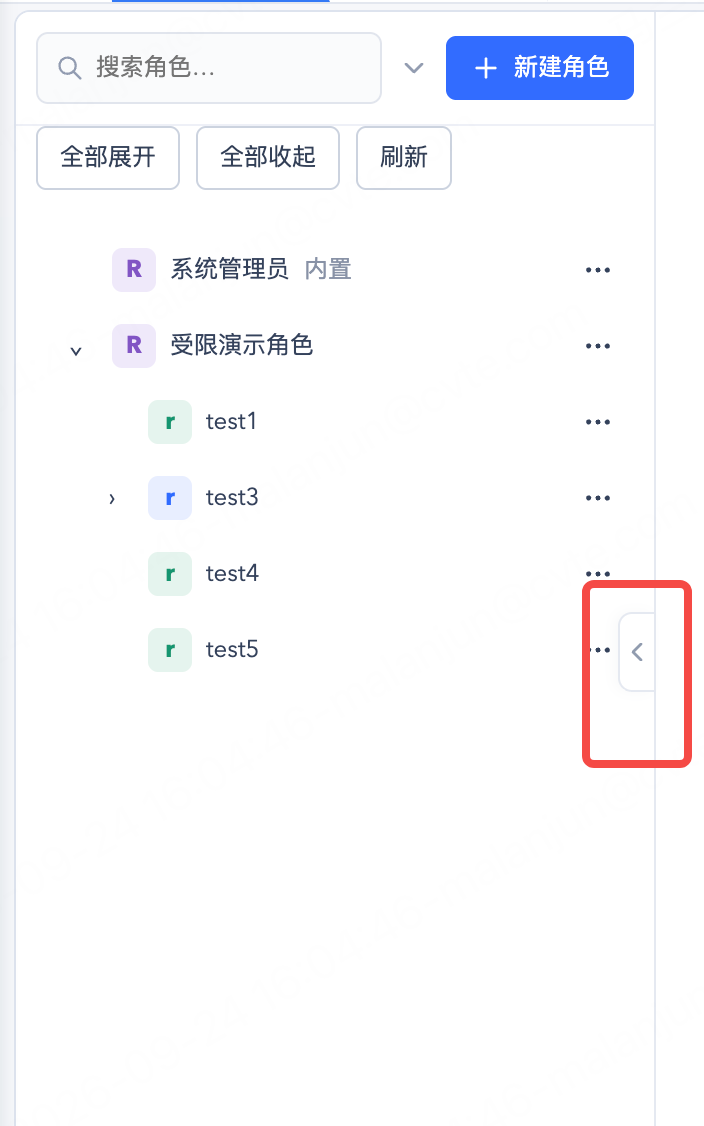 搜索角色...
新建角色
全部展开 全部收起 刷新
R 系统管理员 内置
R 受限演示角色
r test1
r test3
r test4
r test5